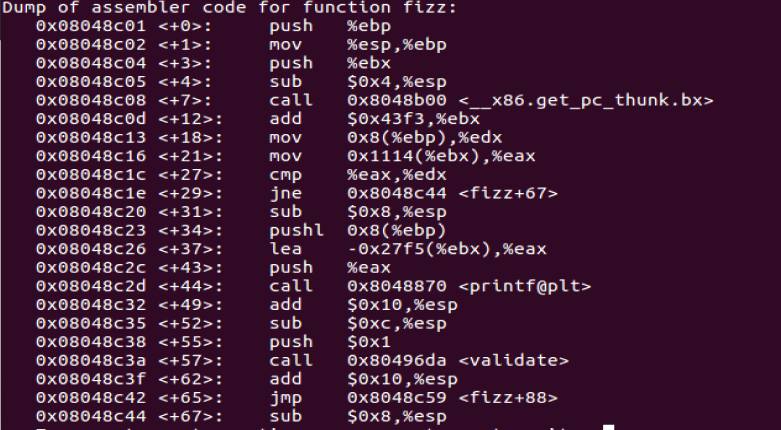 Dump of assembler code for function fizz:
0x08048c01 <+0>: push %ebp
0x08048c02 <+1>: mov %esp,%ebp
0x08048c04 <+3>: push %ebx
0x08048c05 <+4>: sub $0x4,%esp
0x08048c08 <+7>: call 0x8048b00 <__x86.get_pc_thunk.bx>
0x08048c0d <+12>: add $0x43f3,%ebx
0x08048c13 <+18>: mov 0x8(%ebp),%edx
0x08048c16 <+21>: mov 0x1114(%ebx),%eax
0x08048c1c <+27>: cmp %eax,%edx
0x08048c1e <+29>: jne 0x8048c44 <fizz+67>
0x08048c20 <+31>: sub $0x8,%esp
0x08048c23 <+34>: pushl 0x8(%ebp)
0x08048c26 <+37>: lea -0x27f5(%ebx),%eax
0x08048c2c <+43>: push %eax
0x08048c2d <+44>: call 0x8048870 <printf@plt>
0x08048c32 <+49>: add $0x10,%esp
0x08048c35 <+52>: sub $0xc,%esp
0x08048c38 <+55>: push $0x1
0x08048c3a <+57>: call 0x80496da <validate>
0x08048c3f <+62>: add $0x10,%esp
0x08048c42 <+65>: jmp 0x8048c59 <fizz+88>
0x08048c44 <+67>: sub $0x8,%esp